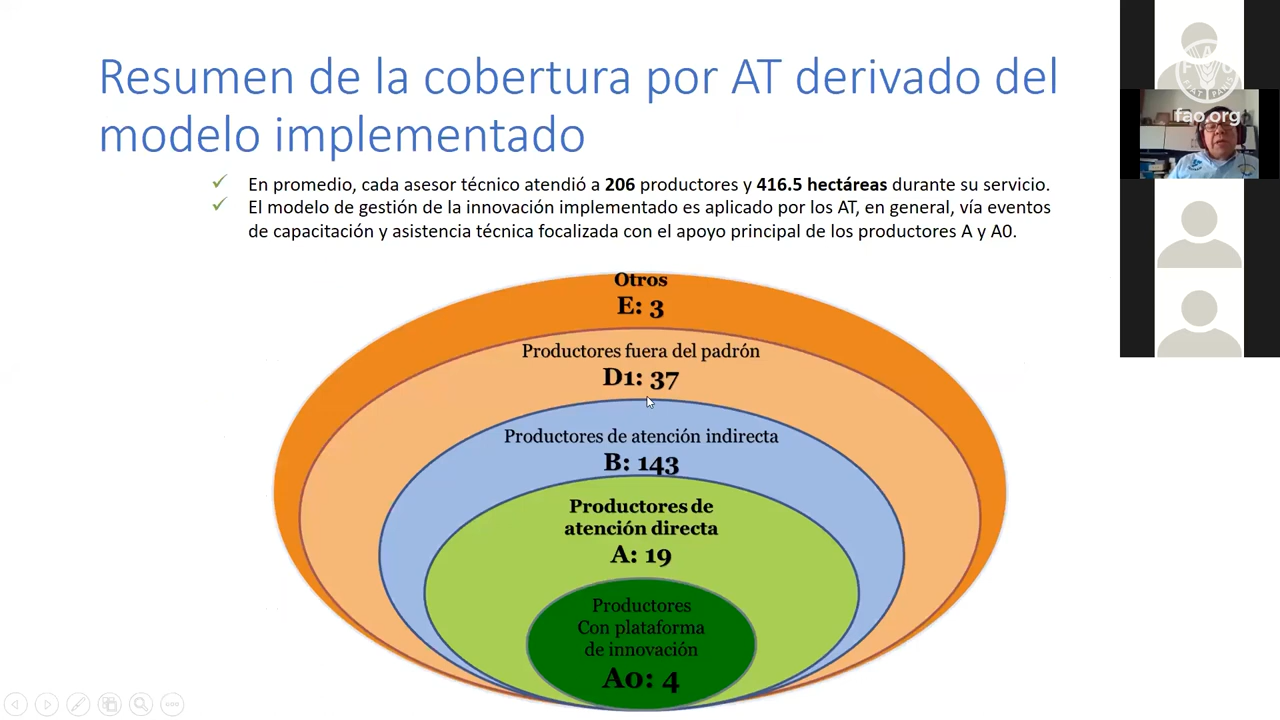 Resumen de la cobertura por AT derivado del
modelo implementado
✓ En promedio, cada asesor técnico atendió a 206 productores y 416.5 hectáreas durante su servicio.
✓ El modelo de gestión de la innovación implementado es aplicado por los AT, en general, vía eventos
de capacitación y asistencia técnica focalizada con el apoyo principal de los productores A y A0.
Otros
E: 3
Productores fuera del padrón
D1: 37
Productores de atención indirecta
B: 143
Productores de
atención directa
A: 19
Productores
Con plataforma
de innovación
A0: 4
fao.org